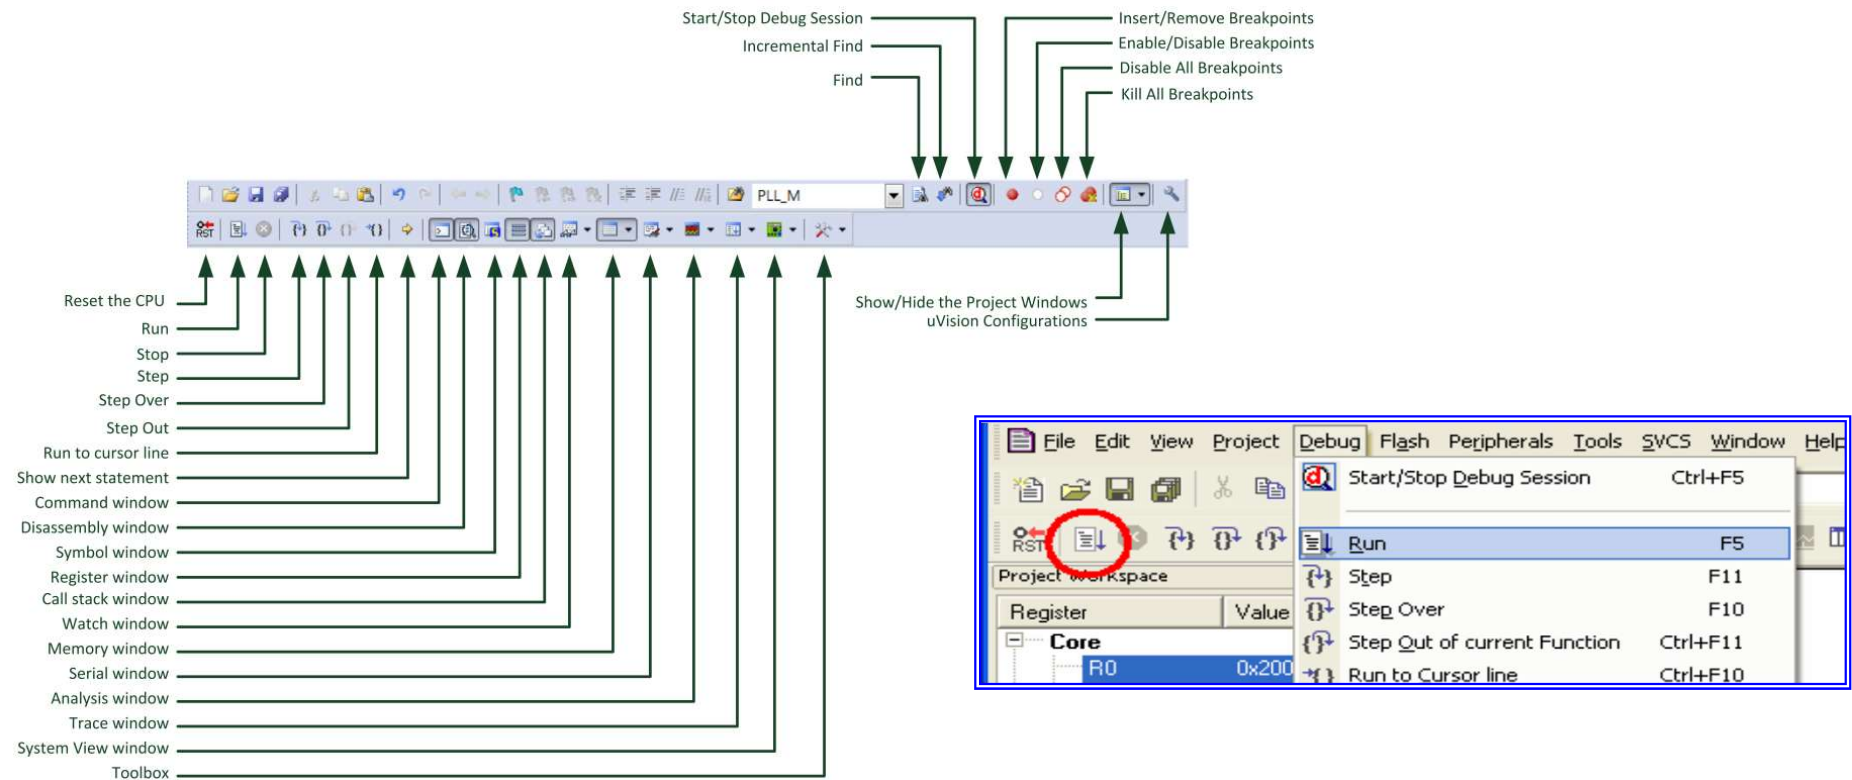 Start/Stop Debug Session
Incremental Find
Find
Insert/Remove Breakpoints
Enable/Disable Breakpoints
Disable All Breakpoints
Kill All Breakpoints
PLL_M
RST
Reset the CPU
Run
Stop
Step
Step Over
Step Out
Run to cursor line
Show next statement
Command window
Disassembly window
Symbol window
Register window
Call stack window
Watch window
Memory window
Serial window
Analysis window
Trace window
System View window
Toolbox
Show/Hide the Project Windows
uVision Configurations
File Edit View Project Debug Flash Peripherals Tools SVCS Window Help
Start/Stop Debug Session Ctrl+F5
RST
Run F5
Project Workspace
Step F11
Register Value
Step Over F10
Core
Step Out of current Function Ctrl+F11
R0 0x200
Run to Cursor line Ctrl+F10